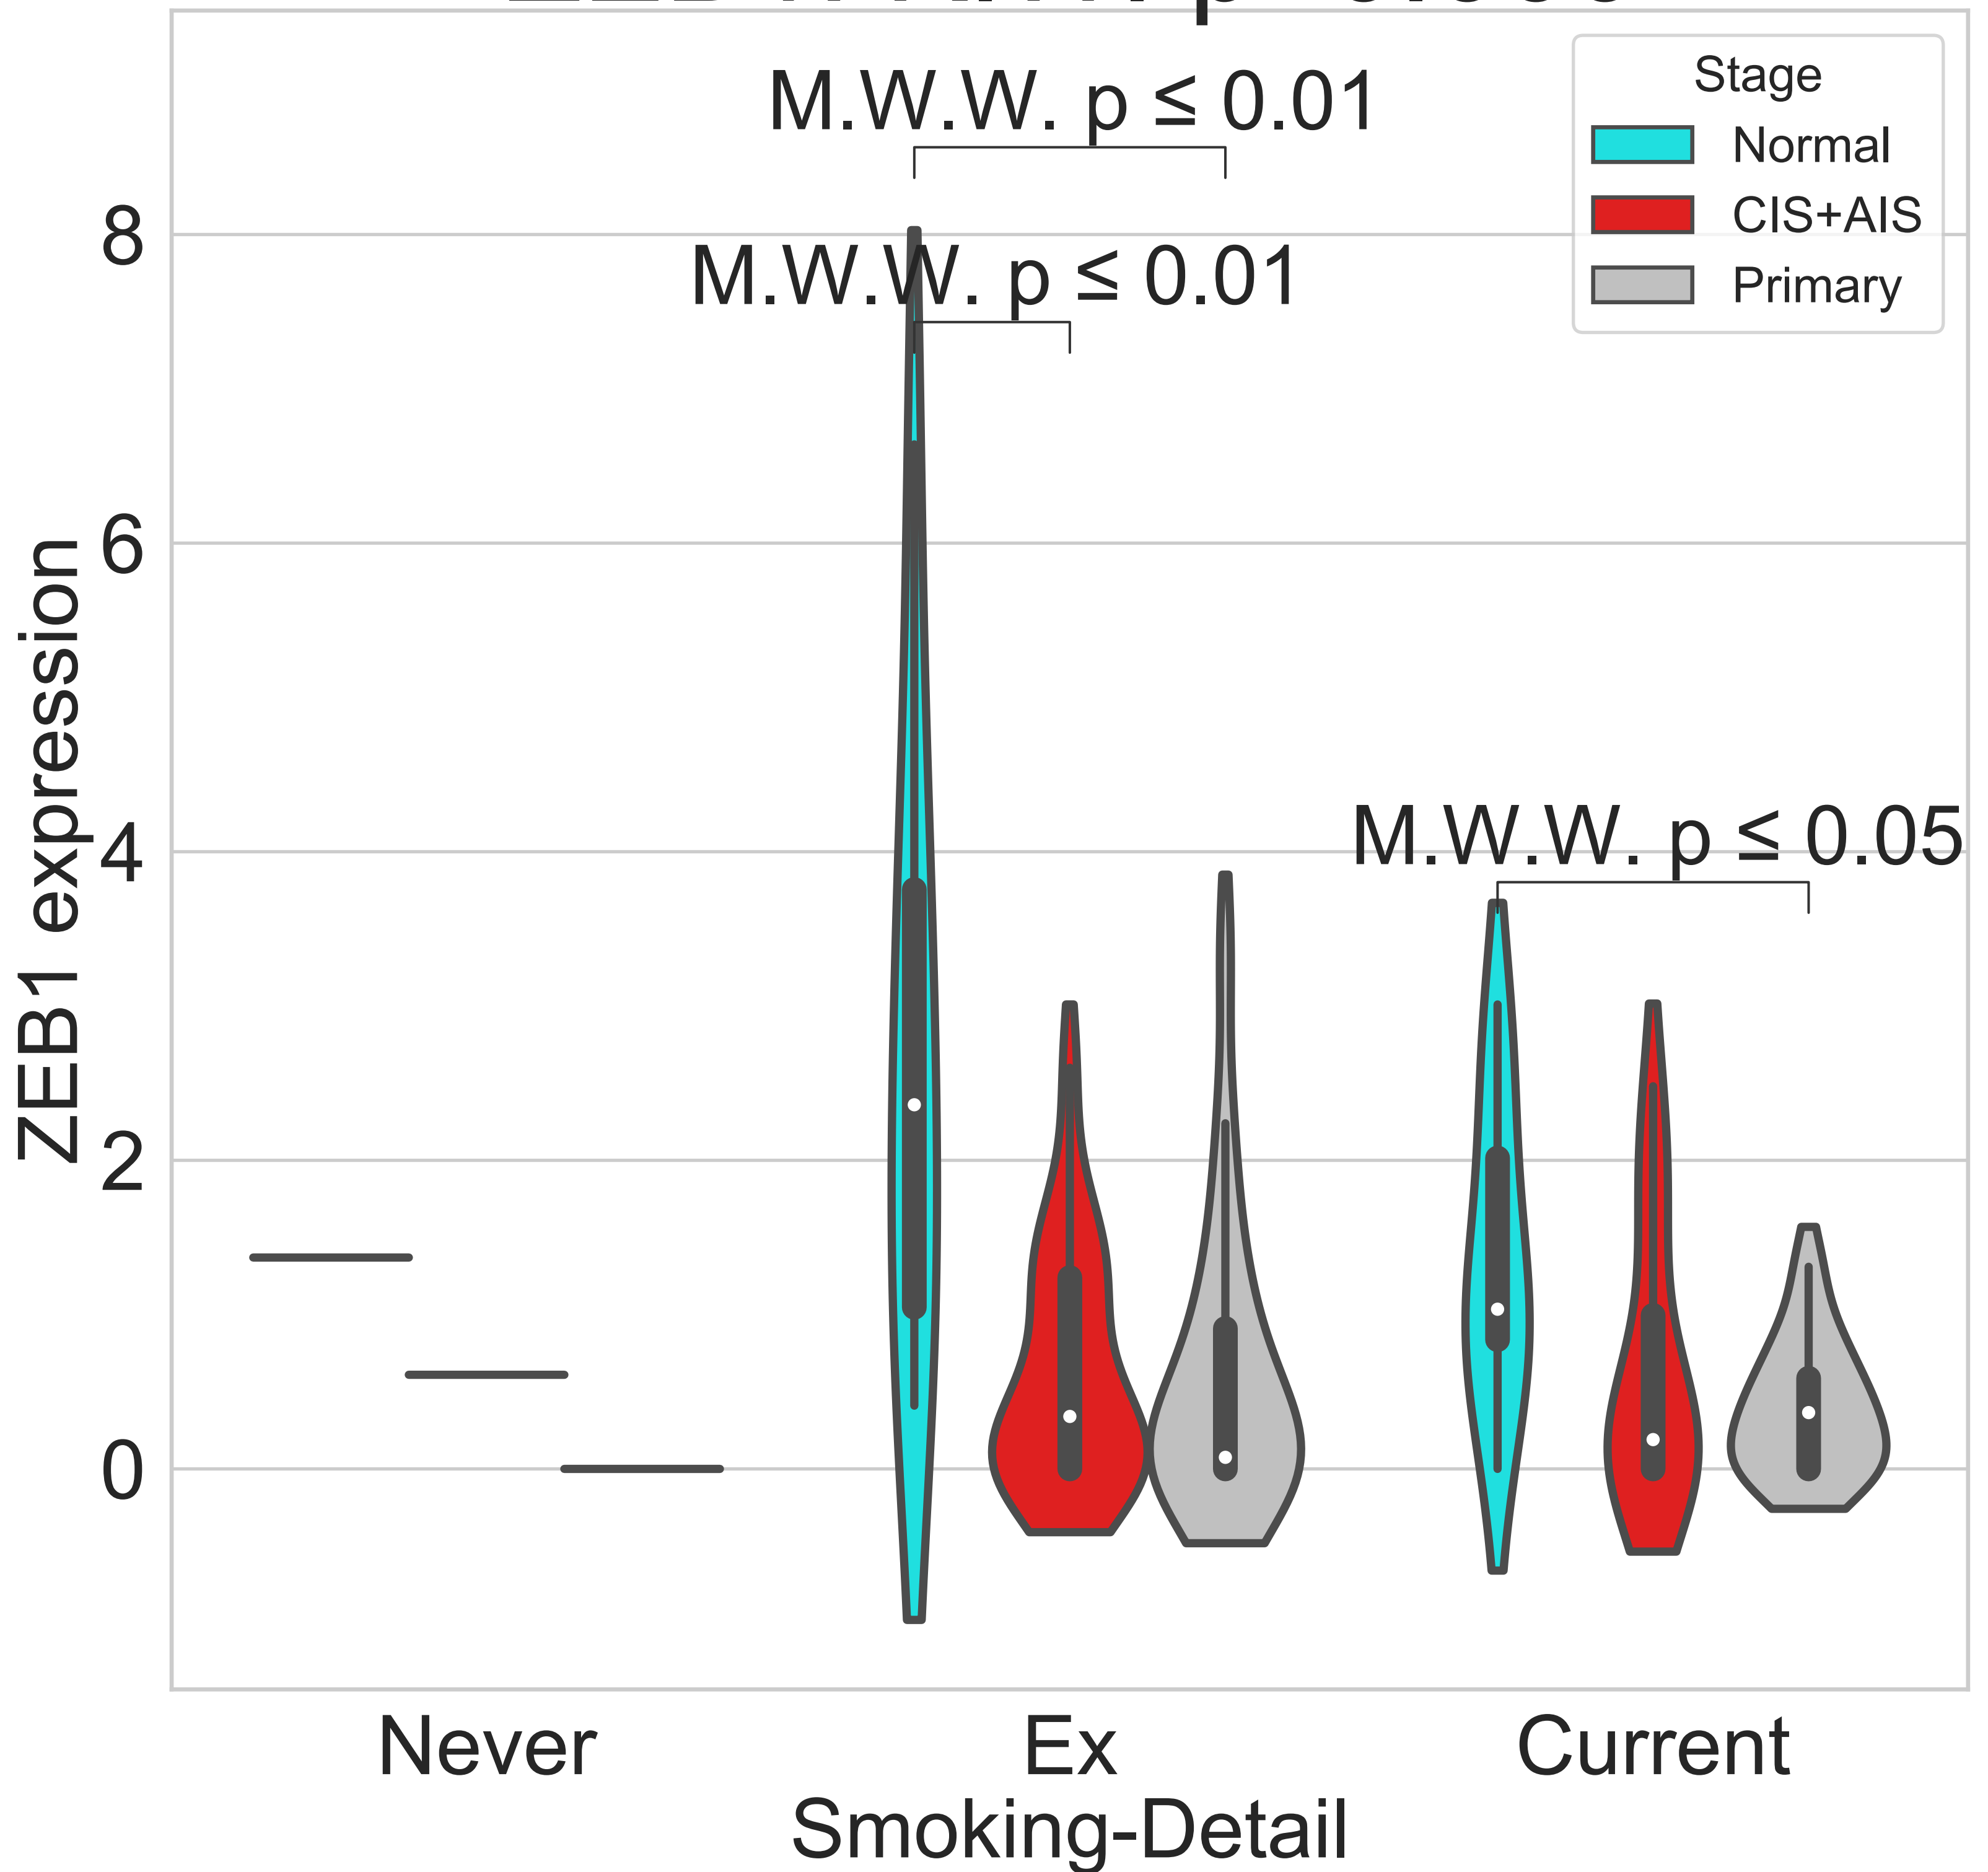 M.W.W. p ≤ 0.01
Stage
Normal
CIS+AIS
Primary
8
M.W.W. p ≤ 0.01
6
ZEB1 expression
4
M.W.W. p ≤ 0.05
2
0
Never
Ex
Current
Smoking-Detail